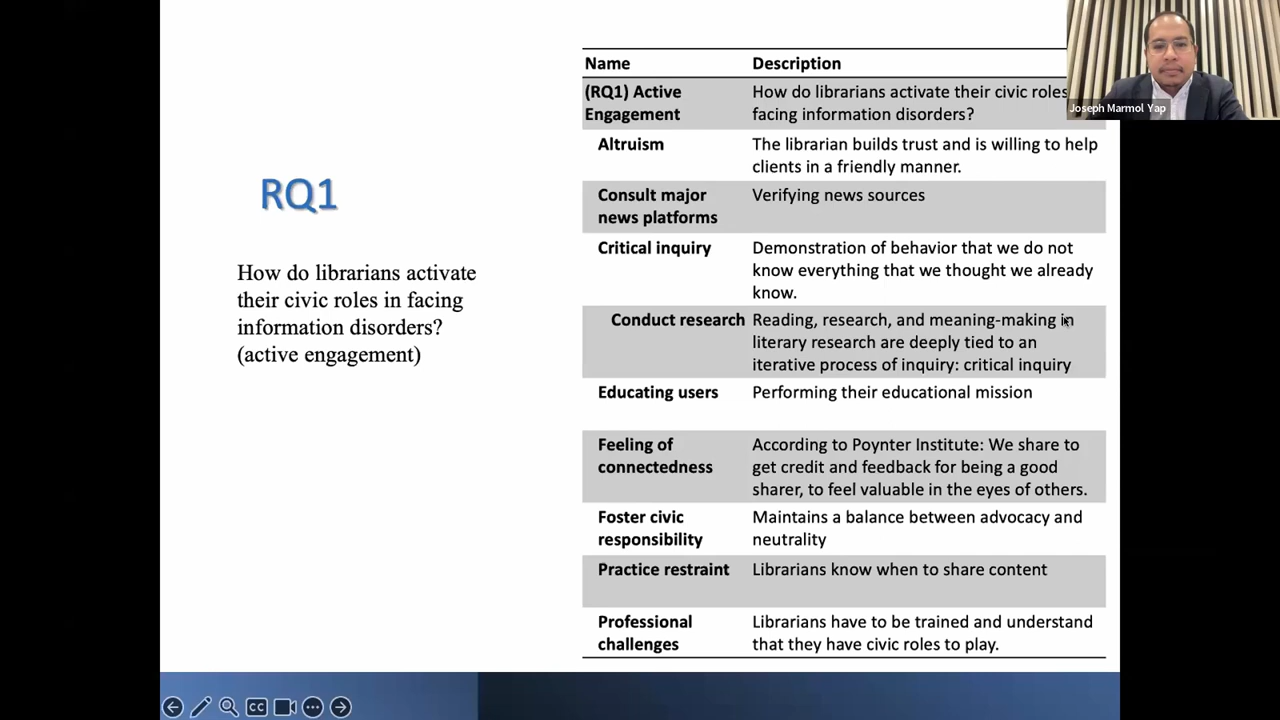 RQ1
How do librarians activate
their civic roles in facing
information disorders?
(active engagement)
Name Description
(RQ1) Active How do librarians activate their civic roles
Engagement facing information disorders?
Altruism The librarian builds trust and is willing to help
clients in a friendly manner.
Consult major Verifying news sources
news platforms
Critical inquiry Demonstration of behavior that we do not
know everything that we thought we already
know.
Conduct research Reading, research, and meaning-making in
literary research are deeply tied to an
iterative process of inquiry: critical inquiry
Educating users Performing their educational mission
Feeling of According to Poynter Institute: We share to
connectedness get credit and feedback for being a good
sharer, to feel valuable in the eyes of others.
Foster civic Maintains a balance between advocacy and
responsibility neutrality
Practice restraint Librarians know when to share content
Professional Librarians have to be trained and understand
challenges that they have civic roles to play.
Joseph Marmol Yap
CC